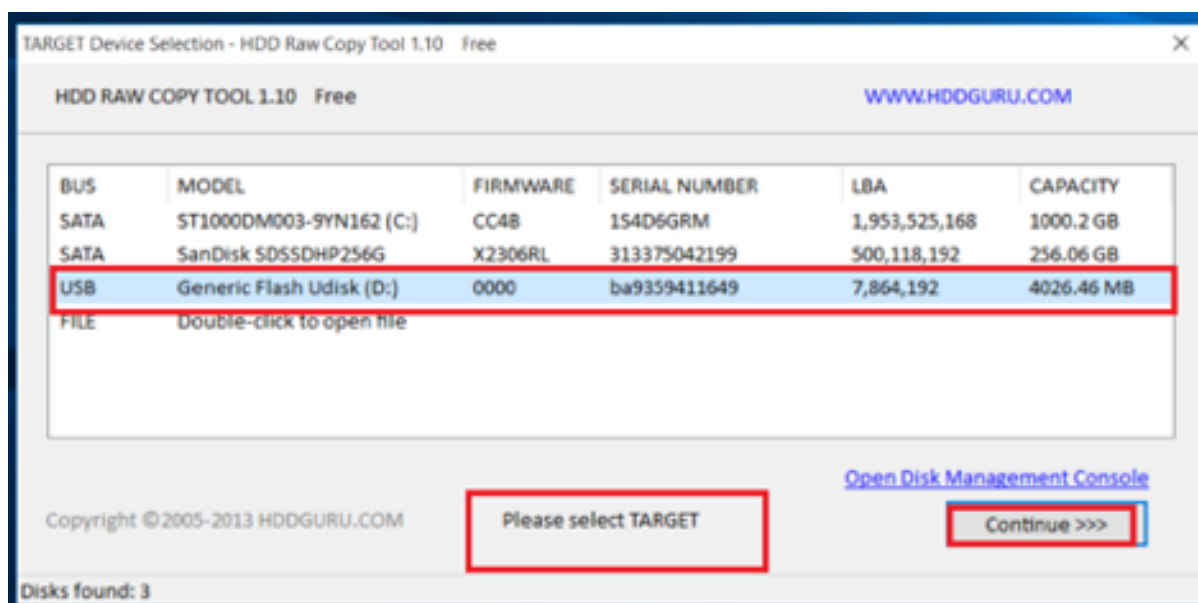 TARGET Device Selection - HDD Raw Copy Tool 1.10 Free
HDD RAW COPY TOOL 1.10 Free WWW.HDDGURU.COM
BUS MODEL FIRMWARE SERIAL NUMBER LBA CAPACITY
SATA ST1000DM003-9YN162 (C:) CC4B 1S4D6GRM 1,953,525,168 1000.2 GB
SATA SanDisk SDSSDHP256G X2306RL 313375042199 500,118,192 256.06 GB
USB Generic Flash Udisk (D:) 0000 ba9359411649 7,864,192 4026.46 MB
FILE Double-click to open file
Open Disk Management Console
Copyright ©2005-2013 HDDGURU.COM Please select TARGET Continue >>>
Disks found: 3